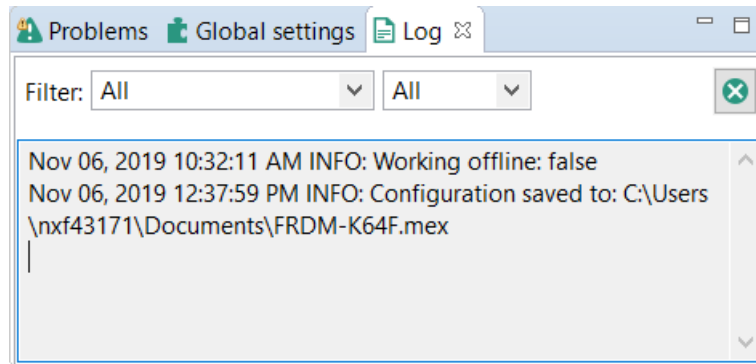 Problems Global settings Log
Filter: All All
Nov 06, 2019 10:32:11 AM INFO: Working offline: false
Nov 06, 2019 12:37:59 PM INFO: Configuration saved to: C:\Users
\nxf43171\Documents\FRDM-K64F.mex